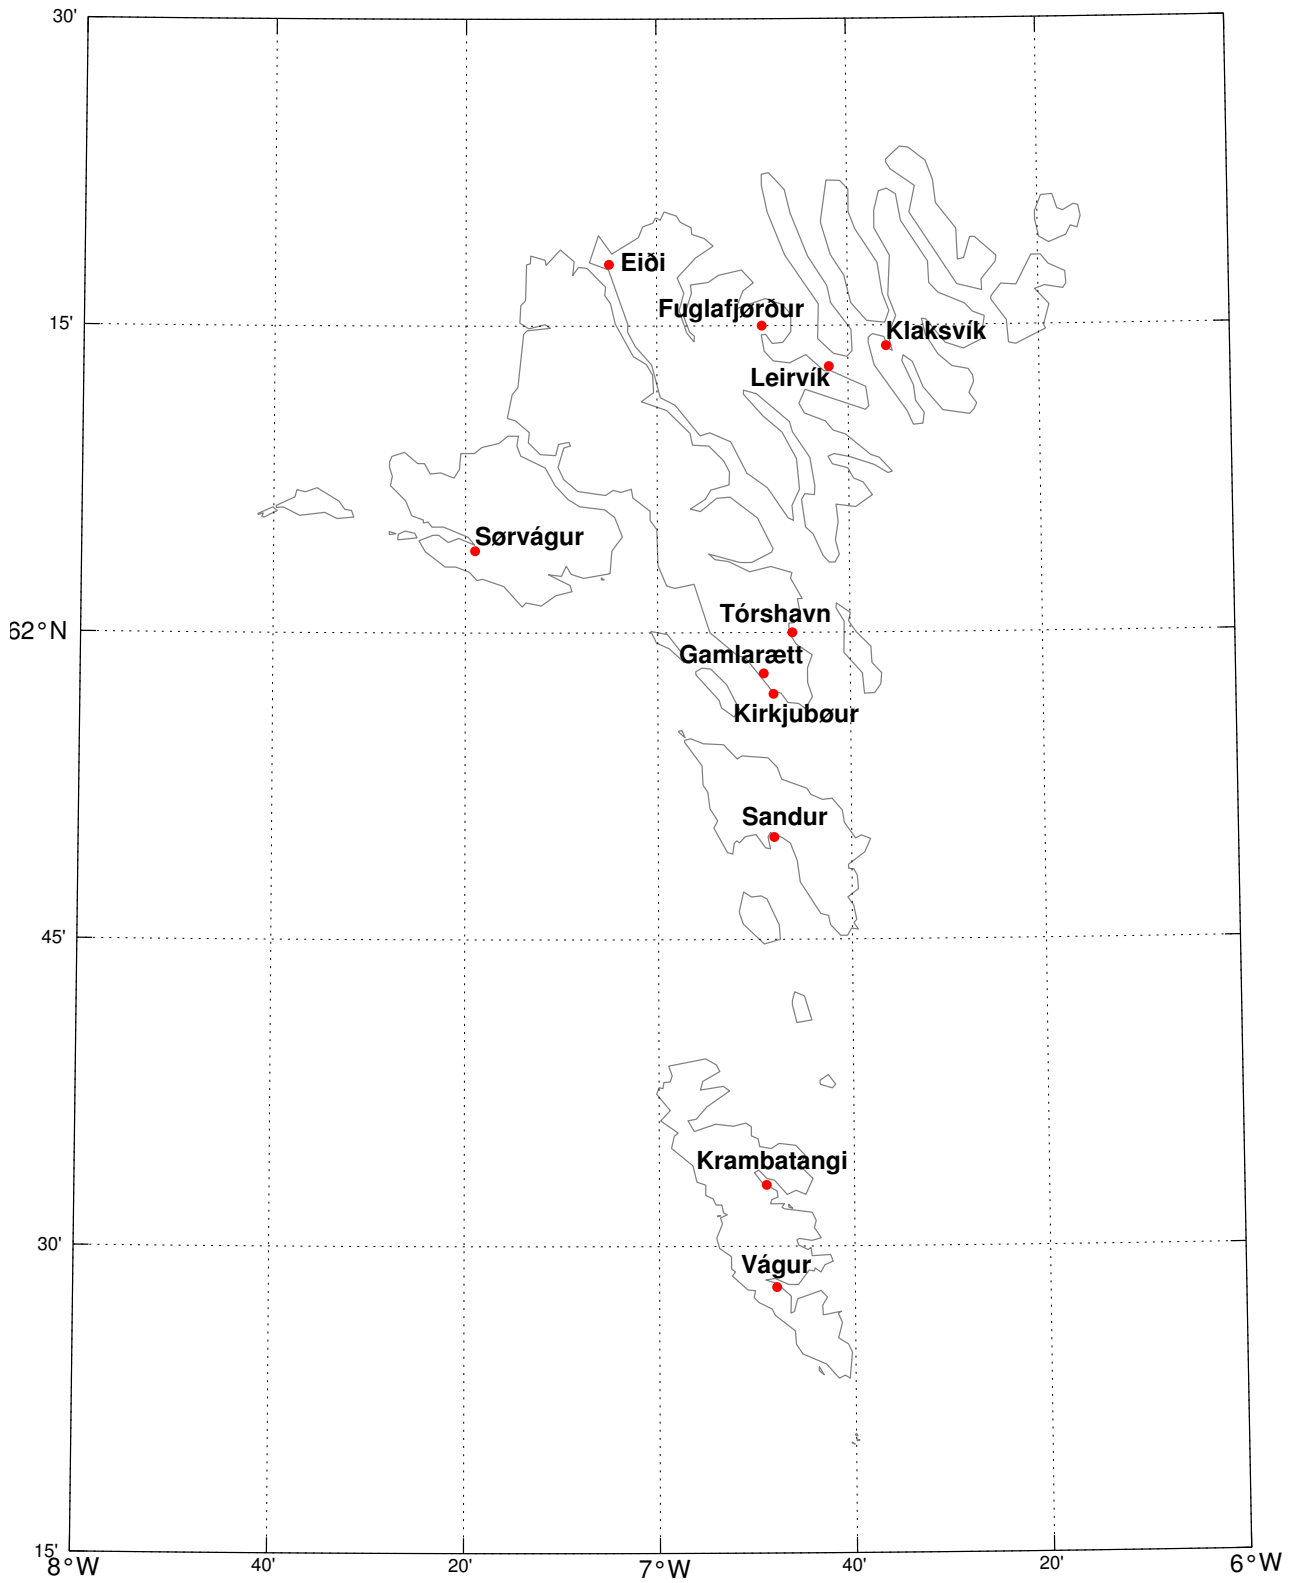 30'
Eiði
Fuglafjørður
15'
Klaksvík
Leirvík
Sørvágur
Tórshavn
62°N
Gamlarætt
Kirkjubøur
Sandur
45'
Krambatangi
30'
Vágur
15'
8°W 40' 20' 7°W 40' 20' 6°W